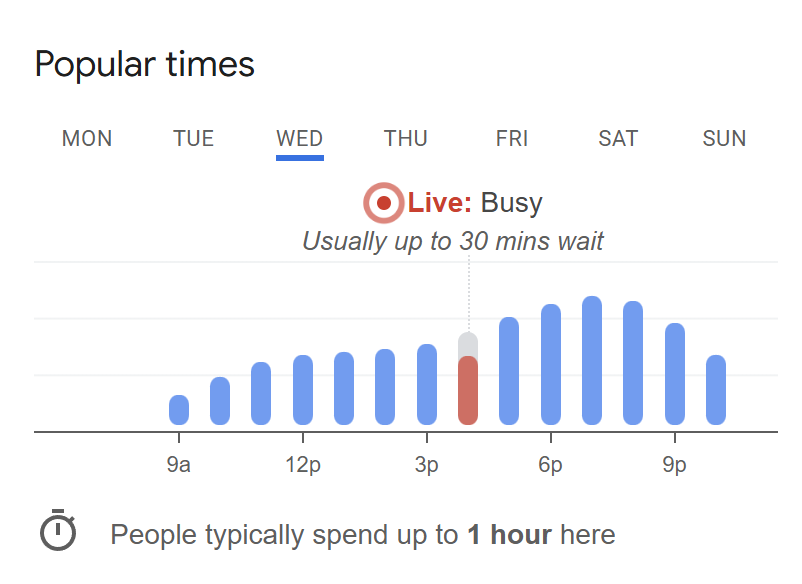 Popular times
MON TUE WED THU FRI SAT SUN
Live: Busy
Usually up to 30 mins wait
9a 12p 3p 6p 9p
People typically spend up to 1 hour here